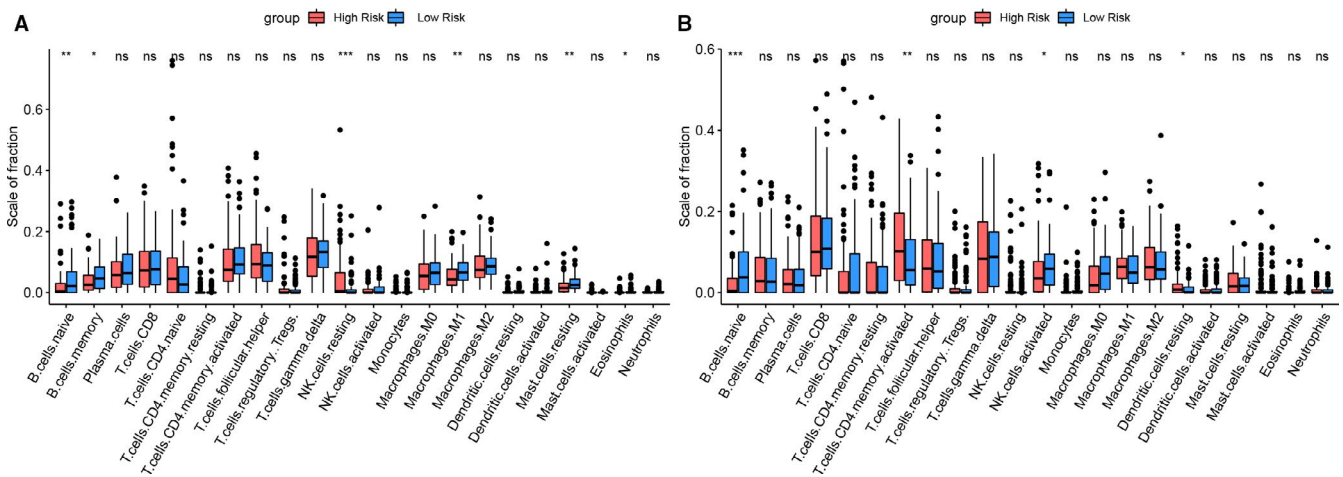 A
group High Risk Low Risk
** * ns ns ns ns ns ns ns ns *** ns ns ns ** ns ns ns ** ns * ns
Scale of fraction
0.6
0.4
0.2
0.0
B.cells.naive
B.cells.memory
Plasma.cells
T.cells.CD8
T.cells.CD4.naive
T.cells.CD4.memory.resting
T.cells.CD4.memory.activated
T.cells.follicular.helper
T.cells.regulatory..Tregs.
T.cells.gamma.delta
NK.cells.resting
NK.cells.activated
Monocytes
Macrophages.M0
Macrophages.M1
Macrophages.M2
Dendritic.cells.resting
Dendritic.cells.activated
Mast.cells.resting
Mast.cells.activated
Eosinophils
Neutrophils
B
group High Risk Low Risk
*** ns ns ns ns ns ** ns ns ns ns * ns ns ns ns * ns ns ns ns ns
Scale of fraction
0.6
0.4
0.2
0.0
B.cells.naive
B.cells.memory
Plasma.cells
T.cells.CD8
T.cells.CD4.naive
T.cells.CD4.memory.resting
T.cells.CD4.memory.activated
T.cells.follicular.helper
T.cells.regulatory..Tregs.
T.cells.gamma.delta
NK.cells.resting
NK.cells.activated
Monocytes
Macrophages.M0
Macrophages.M1
Macrophages.M2
Dendritic.cells.resting
Dendritic.cells.activated
Mast.cells.resting
Mast.cells.activated
Eosinophils
Neutrophils